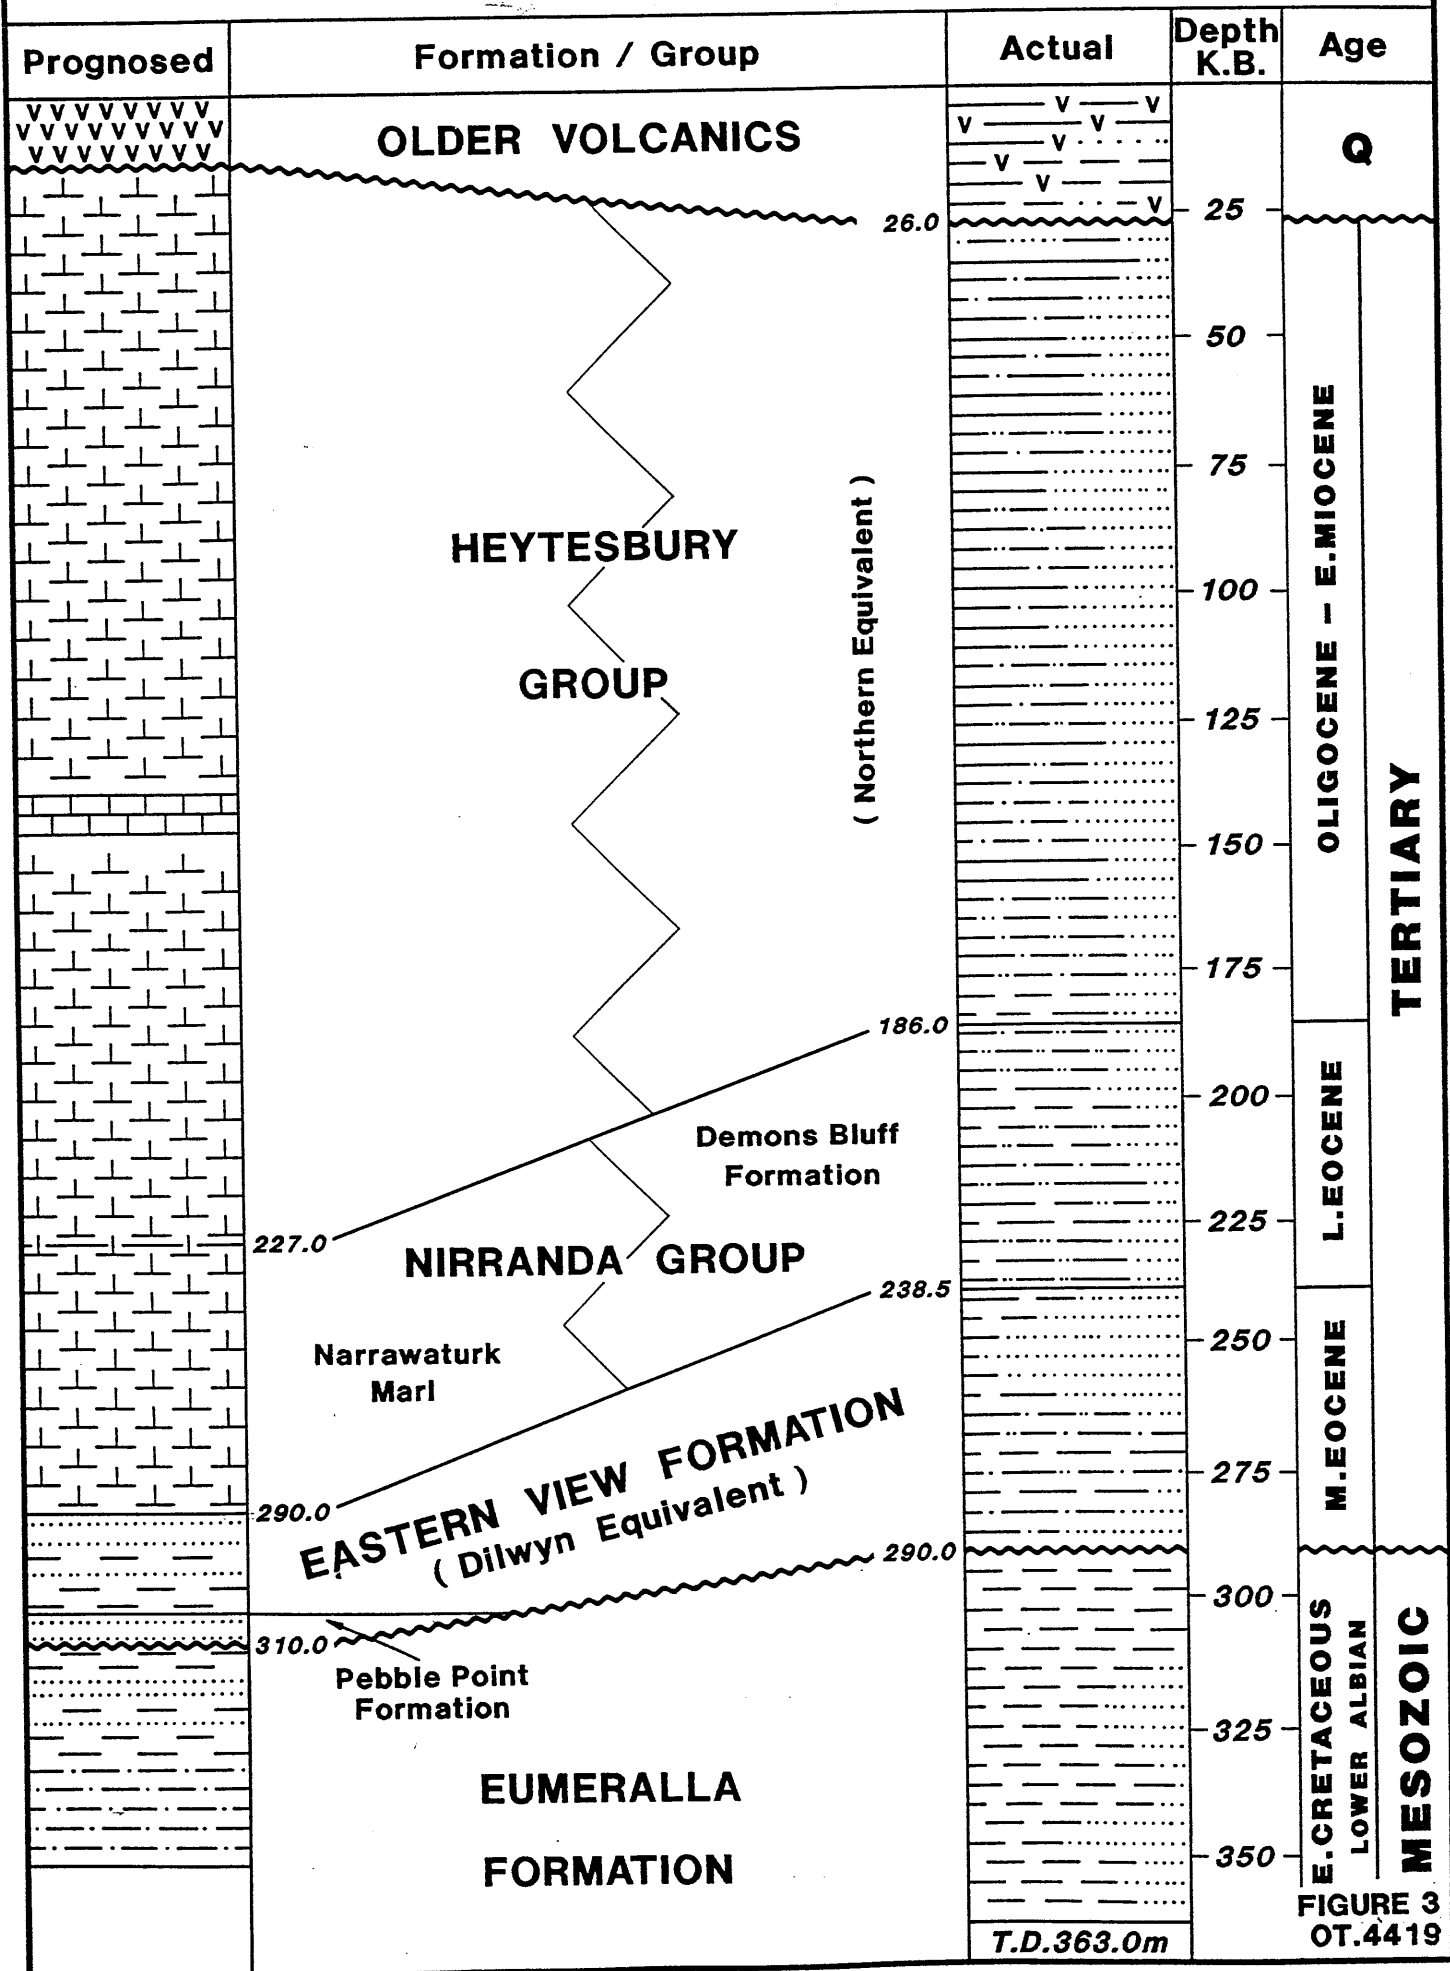 Prognosed
Formation / Group
Actual
Depth
K.B.
Age
V V V V V V V V
V V V V V V V V V
V V V V V V V V
OLDER VOLCANICS
V V
V V
V
V
V
V
Q
26.0
25
50
75
HEYTESBURY
GROUP
( Northern Equivalent )
100
125
150
175
OLIGOCENE – E.MIOCENE
TERTIARY
186.0
200
Demons Bluff
Formation
L.EOCENE
225
227.0
NIRRANDA GROUP
238.5
250
Narrawaturk
Marl
M.EOCENE
275
290.0
EASTERN VIEW FORMATION
( Dilwyn Equivalent )
290.0
300
310.0
Pebble Point
Formation
325
EUMERALLA
FORMATION
350
E.CRETACEOUS
LOWER ALBIAN
MESOZOIC
T.D.363.0m
FIGURE 3
OT.4419